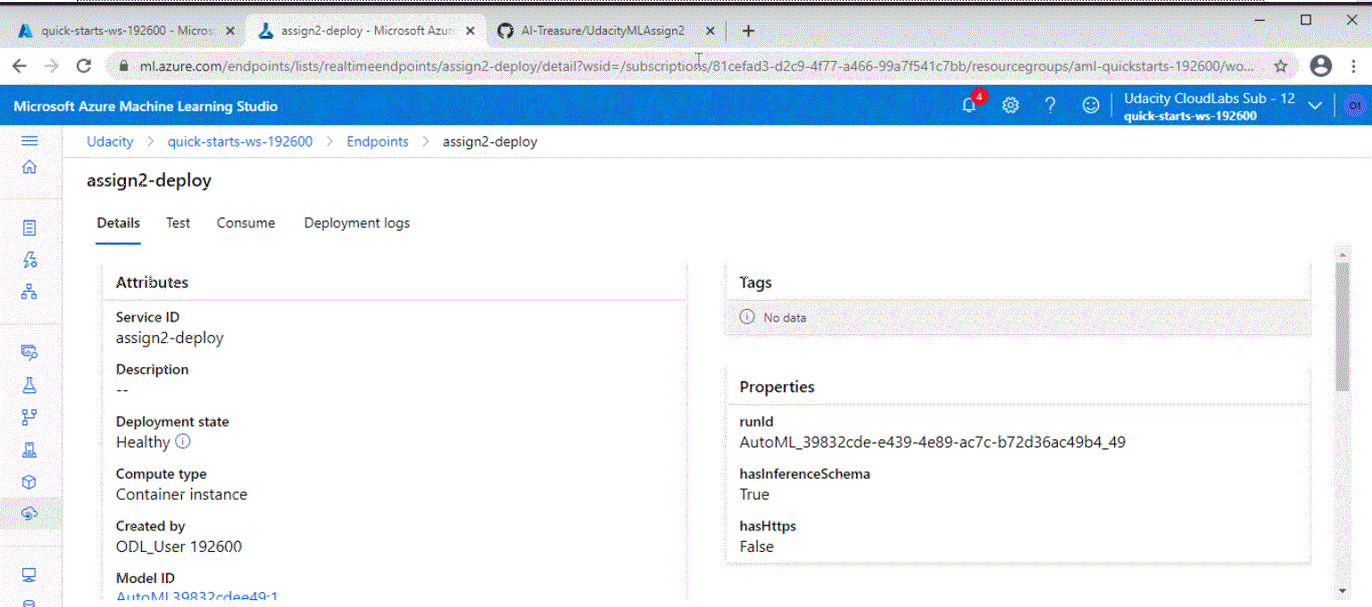 quick-starts-ws-192600 - Micros
assign2-deploy - Microsoft Azure
AI-Treasure/UdacityMLAssign2
ml.azure.com/endpoints/lists/realtimeendpoints/assign2-deploy/detail?wsid=/subscriptions/81cefad3-d2c9-4f77-a466-99a7f541c7bb/resourcegroups/aml-quickstarts-192600/wo...
Microsoft Azure Machine Learning Studio
4
?
Udacity CloudLabs Sub - 12
quick-starts-ws-192600
O1
Udacity > quick-starts-ws-192600 > Endpoints > assign2-deploy
assign2-deploy
Details Test Consume Deployment logs
Attributes
Service ID
assign2-deploy
Description
--
Deployment state
Healthy
Compute type
Container instance
Created by
ODL_User 192600
Model ID
AutoML39832cdee49:1
Tags
No data
Properties
runId
AutoML_39832cde-e439-4e89-ac7c-b72d36ac49b4_49
hasInferenceSchema
True
hasHttps
False